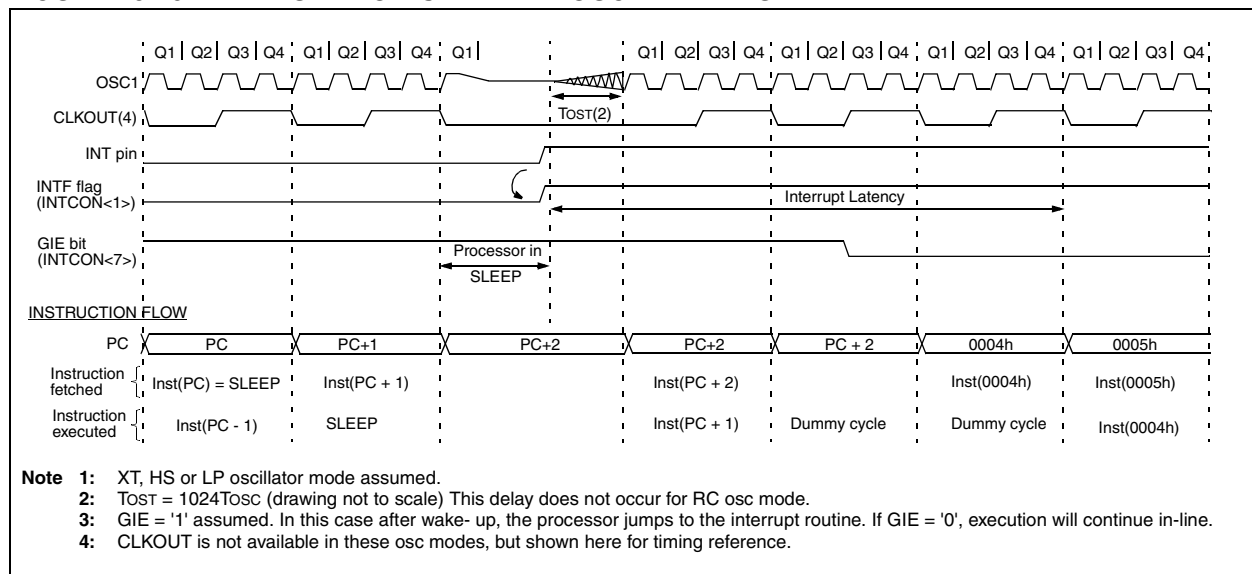 Q1 Q2 Q3 Q4 Q1 Q2 Q3 Q4 Q1 Q1 Q2 Q3 Q4 Q1 Q2 Q3 Q4 Q1 Q2 Q3 Q4 Q1 Q2 Q3 Q4
OSC1
TOST(2)
CLKOUT(4)
INT pin
INTF flag
(INTCON<1>)
Interrupt Latency
GIE bit
(INTCON<7>)
Processor in
SLEEP
INSTRUCTION FLOW
PC PC PC+1 PC+2 PC+2 PC + 2 0004h 0005h
Instruction
fetched
Inst(PC) = SLEEP Inst(PC + 1) Inst(PC + 2) Inst(0004h) Inst(0005h)
Instruction
executed
Inst(PC - 1) SLEEP Inst(PC + 1) Dummy cycle Dummy cycle Inst(0004h)
Note 1: XT, HS or LP oscillator mode assumed.
2: TOST = 1024TOSC (drawing not to scale) This delay does not occur for RC osc mode.
3: GIE = '1' assumed. In this case after wake- up, the processor jumps to the interrupt routine. If GIE = '0', execution will continue in-line.
4: CLKOUT is not available in these osc modes, but shown here for timing reference.